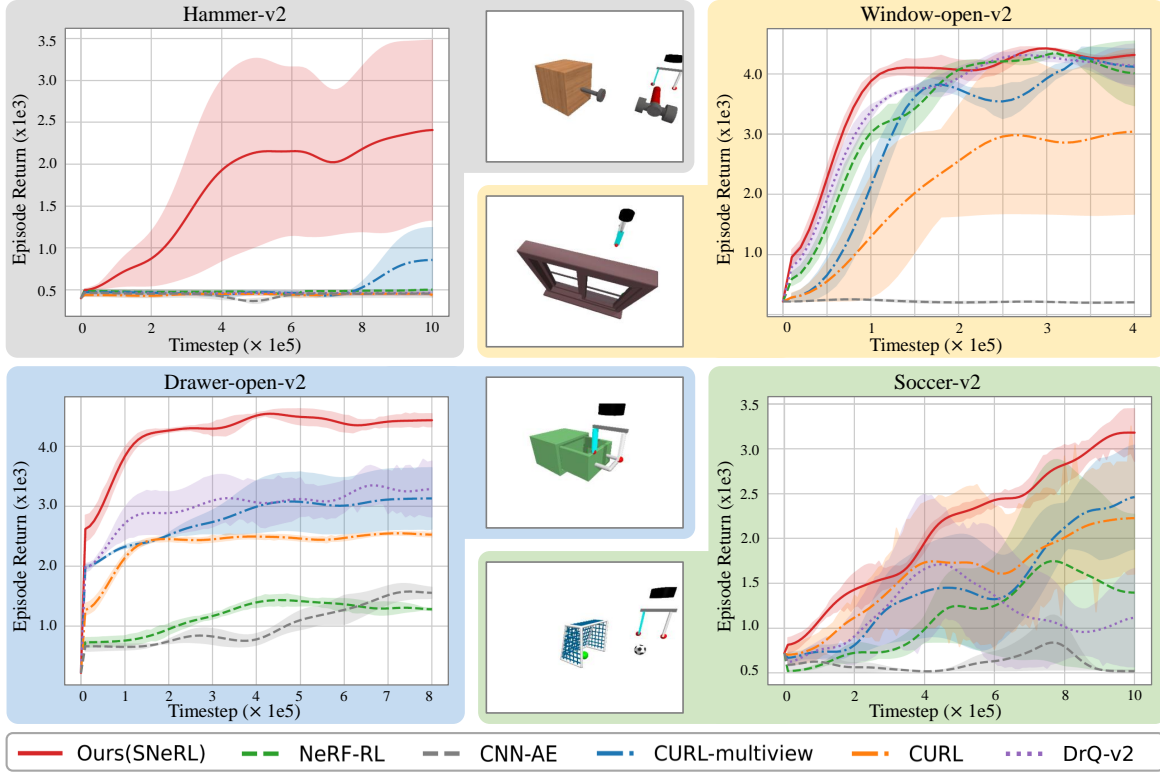 Hammer-v2
Episode Return (x1e3)
3.5
3.0
2.5
2.0
1.5
1.0
0.5
0 2 4 6 8 10
Timestep (× 1e5)
Window-open-v2
Episode Return (x1e3)
4.0
3.0
2.0
1.0
0 1 2 3 4
Timestep (× 1e5)
Drawer-open-v2
Episode Return (x1e3)
4.0
3.0
2.0
1.0
0 1 2 3 4 5 6 7 8
Timestep (× 1e5)
Soccer-v2
Episode Return (x1e3)
3.5
3.0
2.5
2.0
1.5
1.0
0.5
0 2 4 6 8 10
Timestep (× 1e5)
Ours(SNeRL) NeRF-RL CNN-AE CURL-multiview CURL DrQ-v2